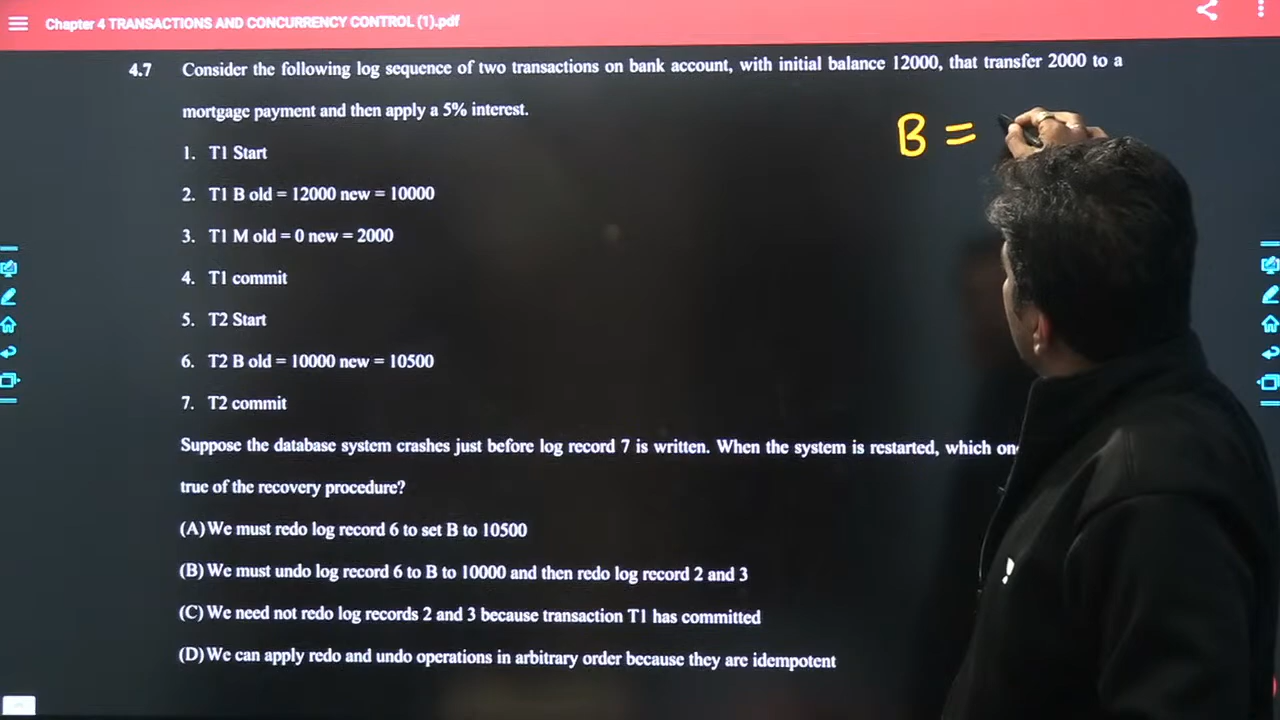 Chapter 4 TRANSACTIONS AND CONCURRENCY CONTROL (1).pdf
4.7 Consider the following log sequence of two transactions on bank account, with initial balance 12000, that transfer 2000 to a
mortgage payment and then apply a 5% interest.
B =
1. T1 Start
2. T1 B old = 12000 new = 10000
3. T1 M old = 0 new = 2000
4. T1 commit
5. T2 Start
6. T2 B old = 10000 new = 10500
7. T2 commit
Suppose the database system crashes just before log record 7 is written. When the system is restarted, which
true of the recovery procedure?
(A) We must redo log record 6 to set B to 10500
(B) We must undo log record 6 to B to 10000 and then redo log record 2 and 3
(C) We need not redo log records 2 and 3 because transaction T1 has committed
(D) We can apply redo and undo operations in arbitrary order because they are idempotent